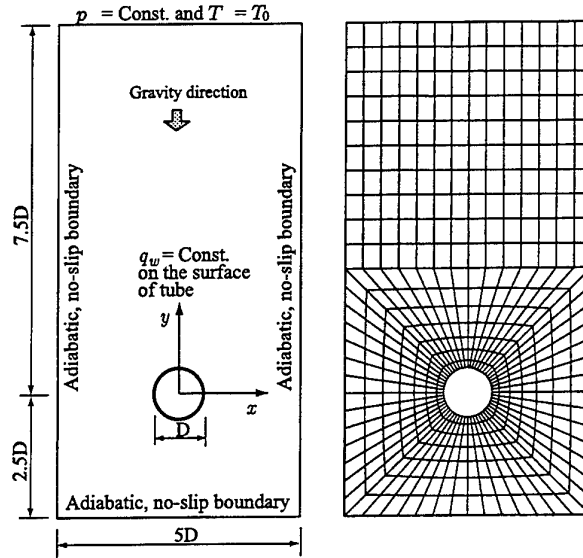 p = Const. and T = T0
Gravity direction
7.5D
Adiabatic, no-slip boundary
Adiabatic, no-slip boundary
qw = Const.
on the surface
of tube
y
x
D
2.5D
Adiabatic, no-slip boundary
5D